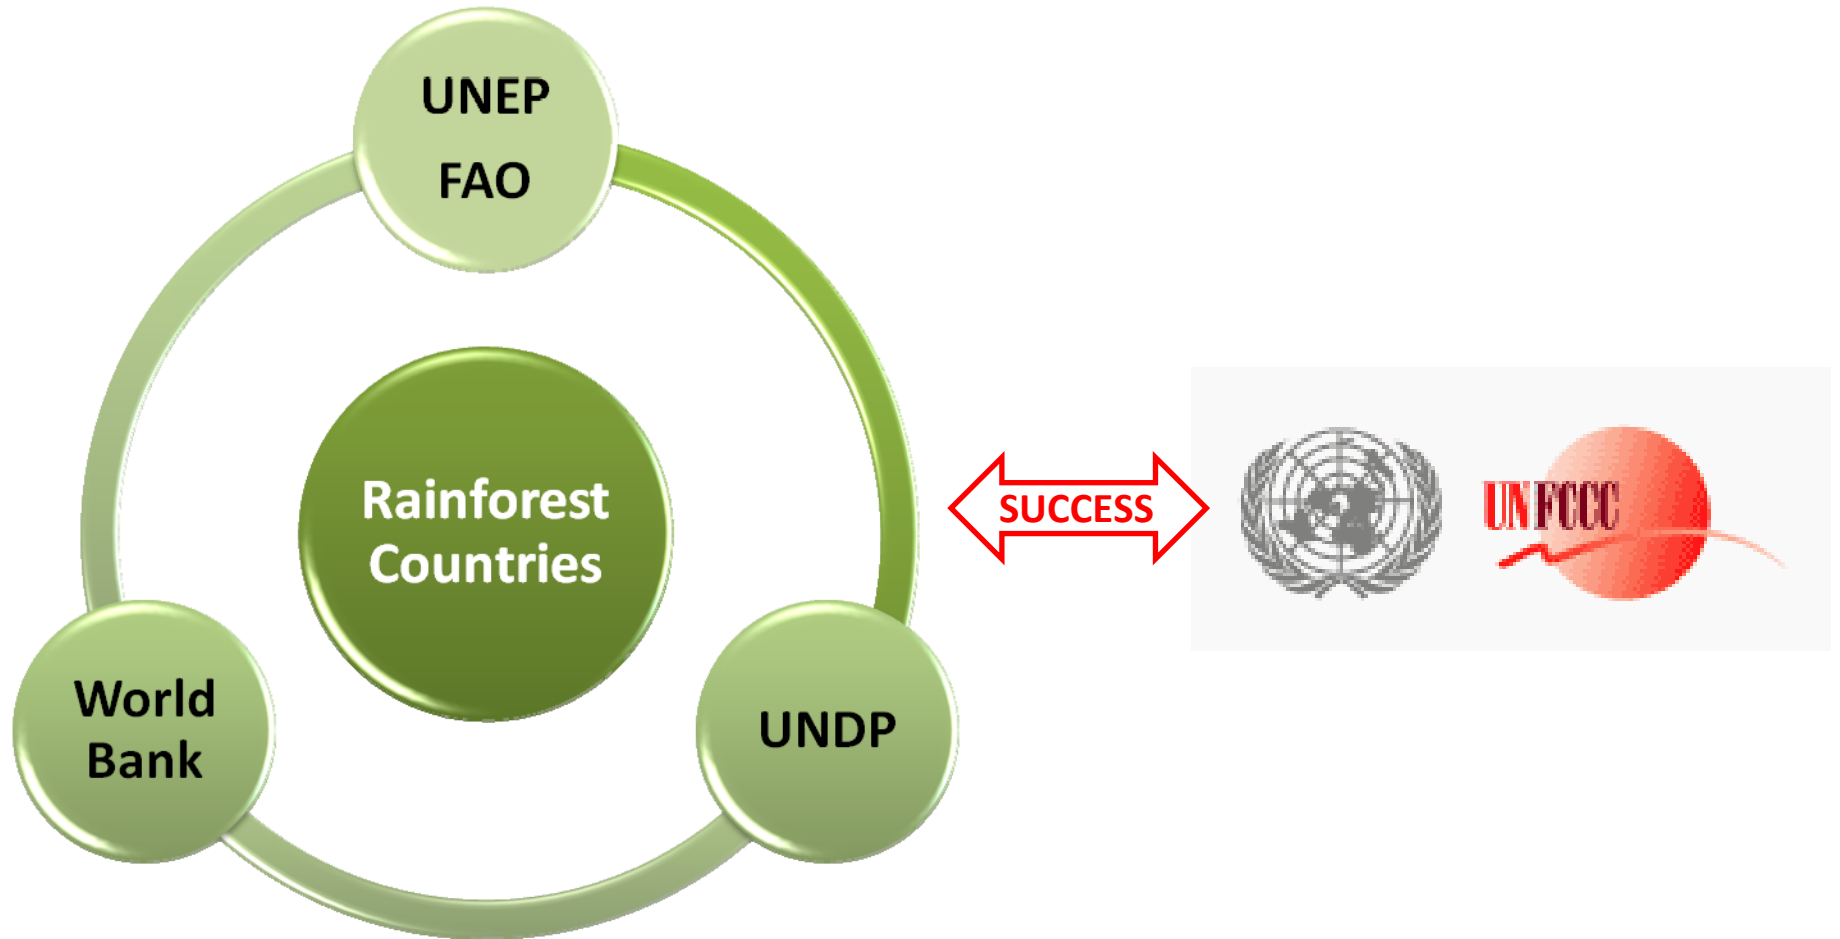 UNEP
FAO
Rainforest
Countries
World
Bank
UNDP
SUCCESS
UNFCCC